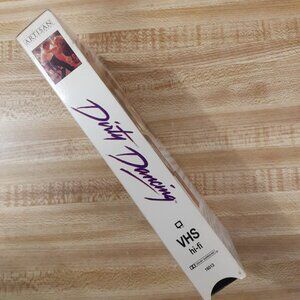 ARTISAN
Dirty Dancing
VHS
hi-fi